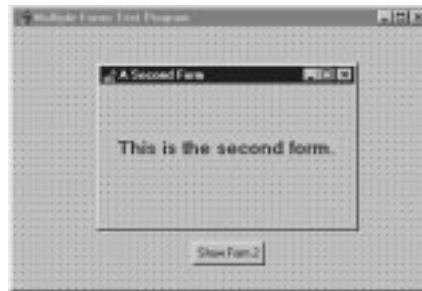 Multiple Forms Test Program
A Second Form
This is the second form.
Show Form 2